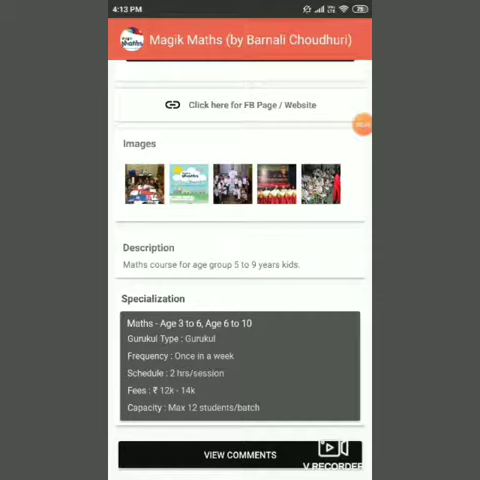 4:13 PM
Magik Maths (by Barnali Choudhuri)
Click here for FB Page / Website
Images
Description
Maths course for age group 5 to 9 years kids.
Specialization
Maths - Age 3 to 6, Age 6 to 10
Gurukul Type : Gurukul
Frequency : Once in a week
Schedule : 2 hrs/session
Fees : ₹ 12k - 14k
Capacity : Max 12 students/batch
VIEW COMMENTS
V RECORDER